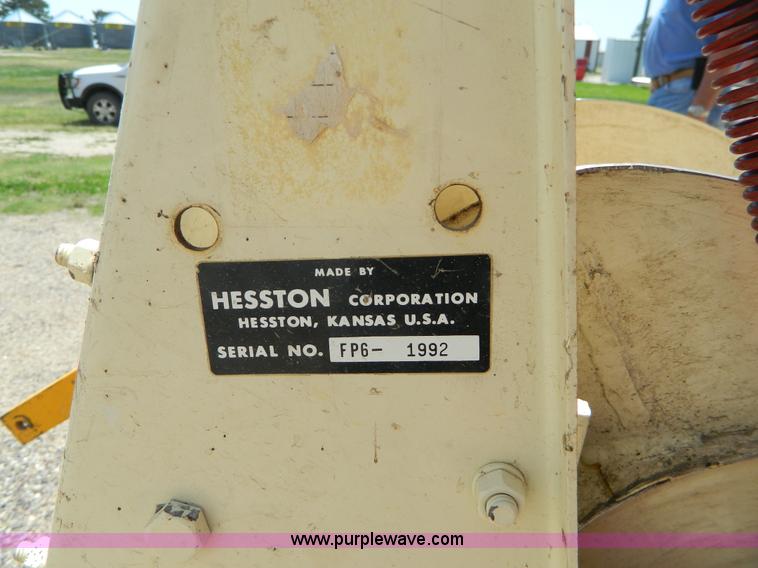 MADE BY
HESSTON CORPORATION
HESSTON, KANSAS U.S.A.
SERIAL NO. FP6- 1992
www.purplewave.com